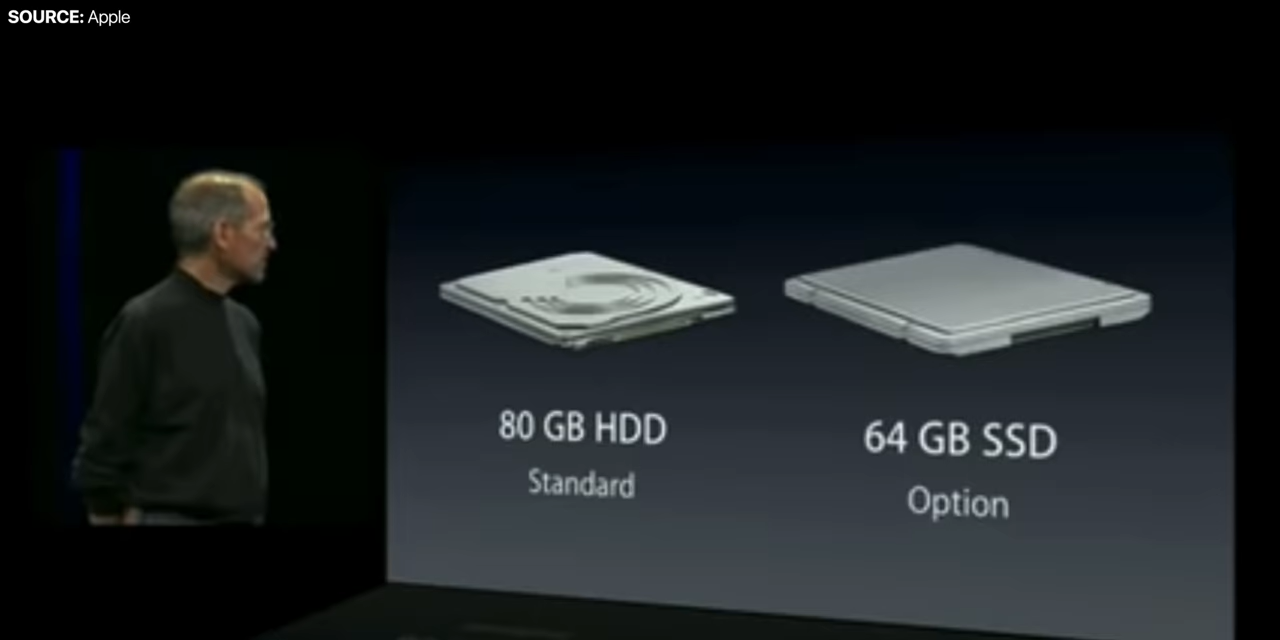 SOURCE: Apple
80 GB HDD
Standard
64 GB SSD
Option